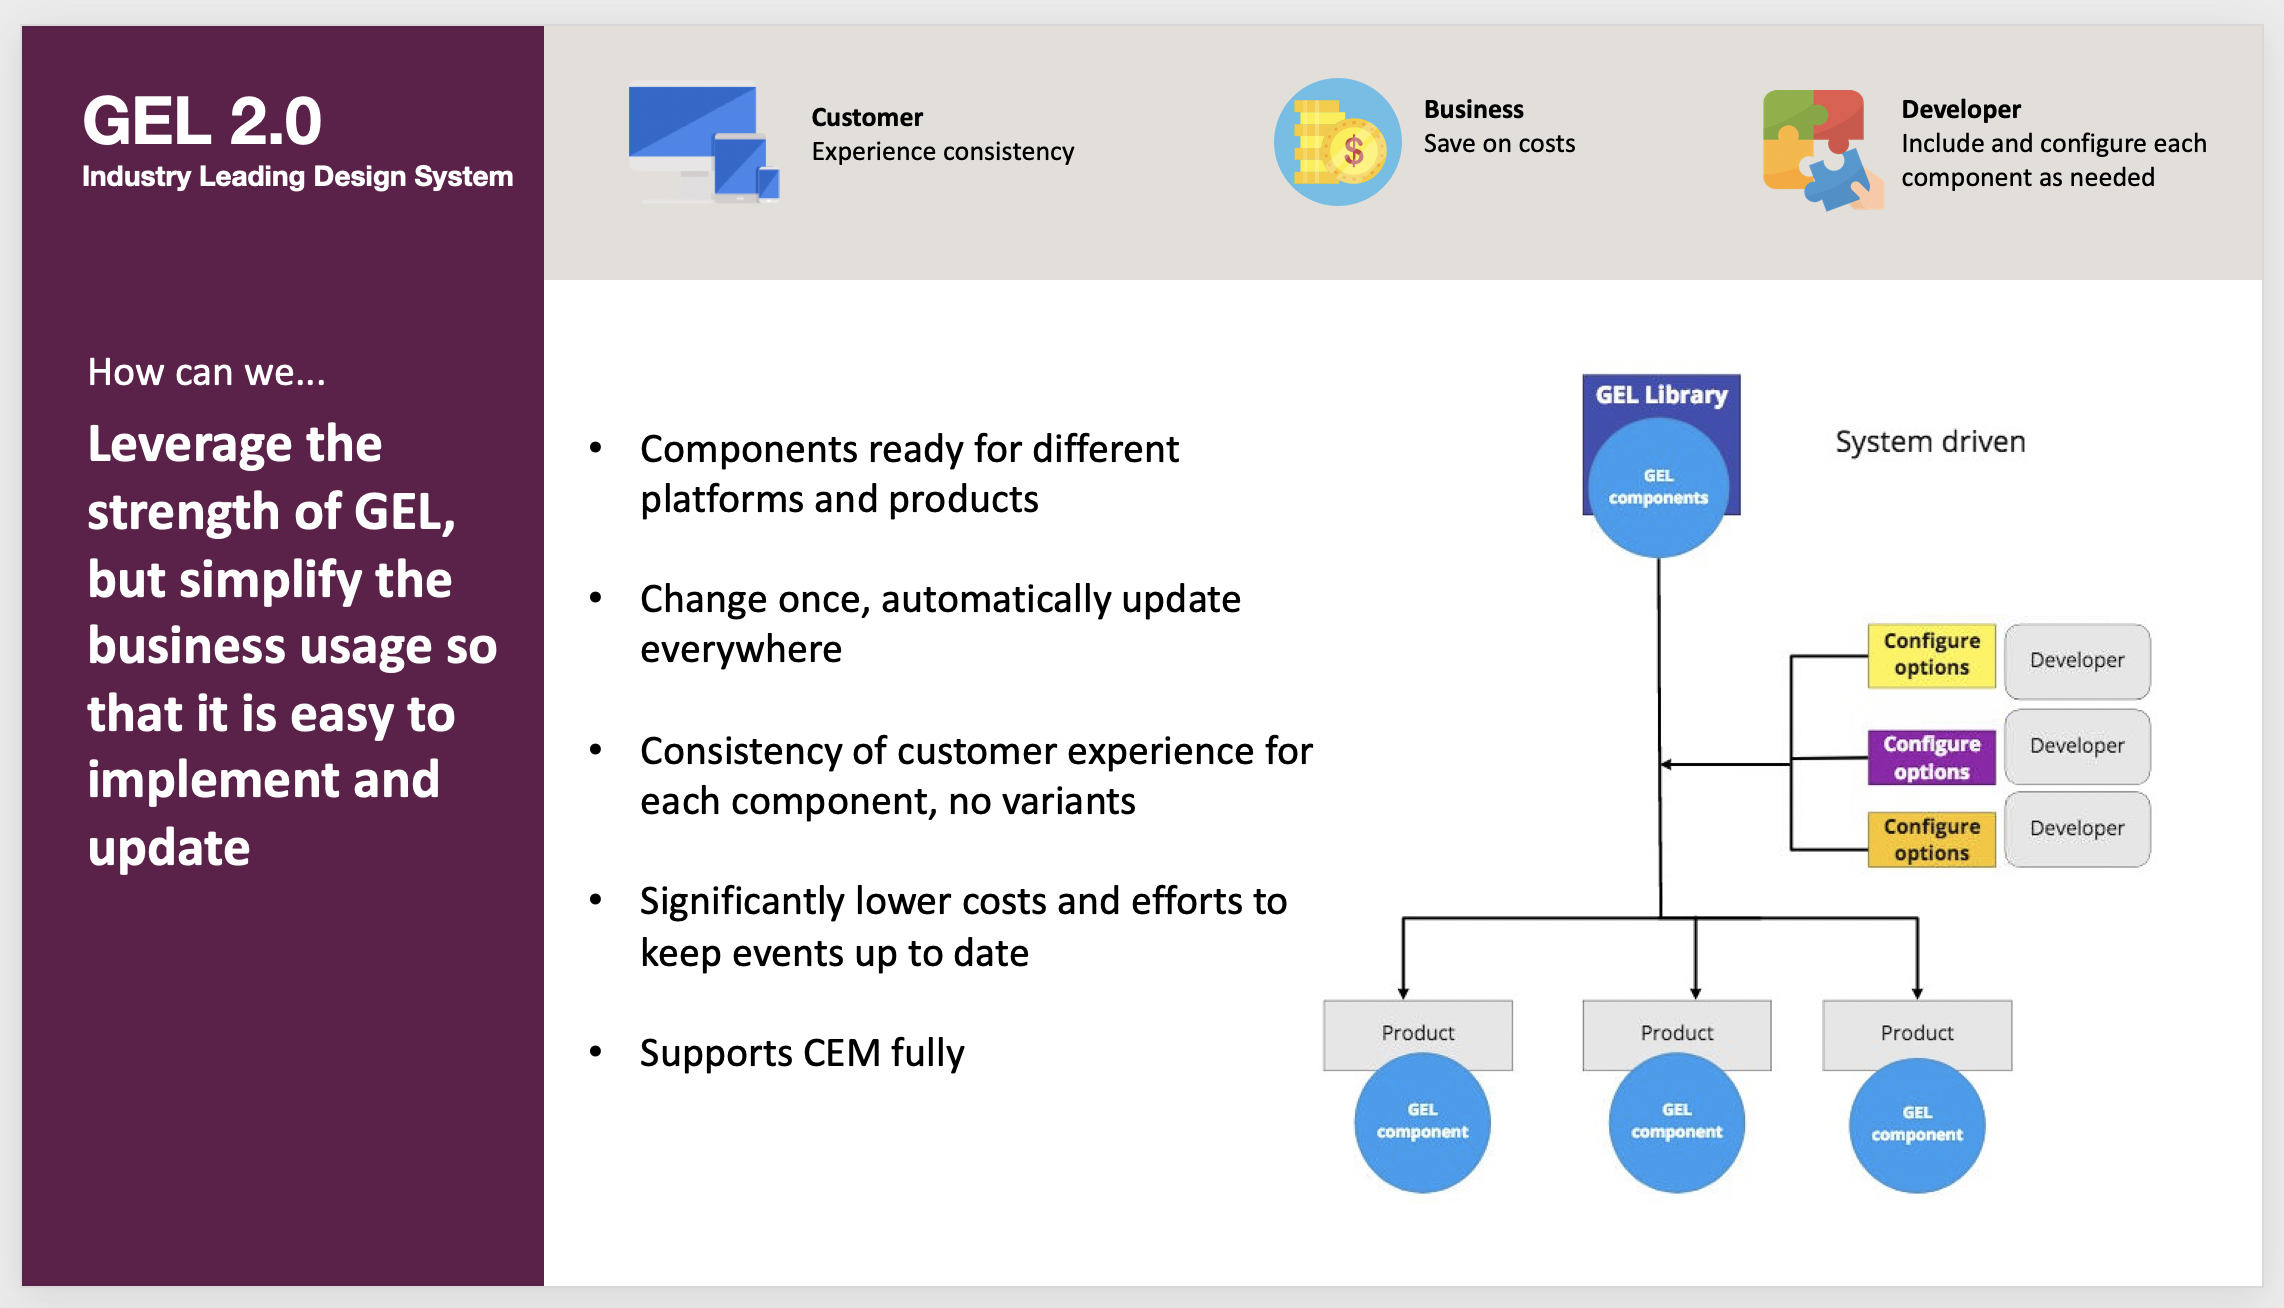 GEL 2.0
Industry Leading Design System
Customer
Experience consistency
$
Business
Save on costs
Developer
Include and configure each
component as needed
How can we...
Leverage the
strength of GEL,
but simplify the
business usage so
that it is easy to
implement and
update
• Components ready for different
platforms and products
• Change once, automatically update
everywhere
• Consistency of customer experience for
each component, no variants
• Significantly lower costs and efforts to
keep events up to date
• Supports CEM fully
GEL Library
GEL
components
System driven
Configure
options
Developer
Configure
options
Developer
Configure
options
Developer
Product
GEL
component
Product
GEL
component
Product
GEL
component